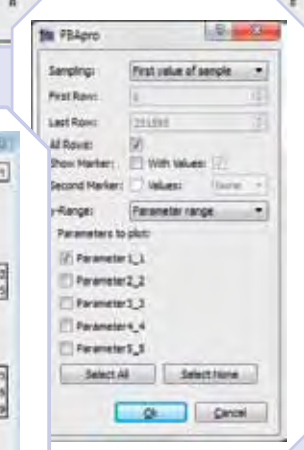 FBApro
Sampling: First value of sample
First Row: 1
Last Row:
All Rows:
Show Marker: With Values:
Second Marker: Values: None
y-Range: Parameter range
Parameters to plot:
Parameter1_1
Parameter2_2
Parameter3_3
Parameter4_4
Parameter5_5
Select All Select None
Ok Cancel